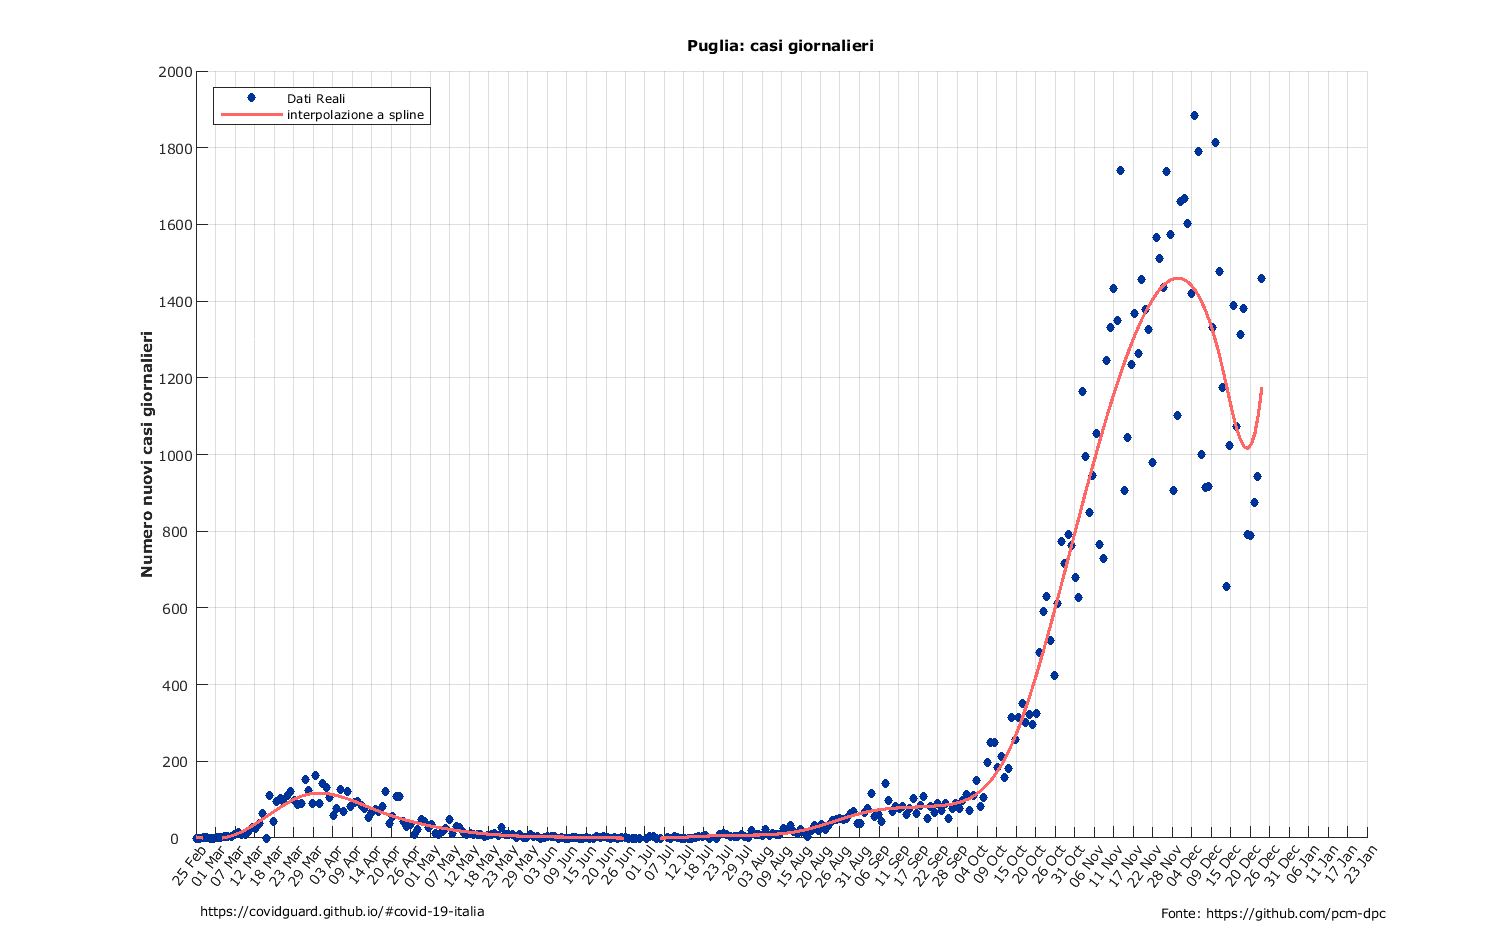 Puglia: casi giornalieri
Dati Reali
interpolazione a spline
Numero nuovi casi giornalieri
2000
1800
1600
1400
1200
1000
800
600
400
200
0
25 Feb
01 Mar
07 Mar
12 Mar
18 Mar
23 Mar
29 Mar
03 Apr
09 Apr
14 Apr
20 Apr
26 Apr
01 May
07 May
12 May
18 May
23 May
29 May
03 Jun
09 Jun
15 Jun
20 Jun
26 Jun
01 Jul
07 Jul
12 Jul
18 Jul
23 Jul
29 Jul
03 Aug
09 Aug
15 Aug
20 Aug
26 Aug
31 Aug
06 Sep
11 Sep
17 Sep
22 Sep
28 Sep
04 Oct
09 Oct
15 Oct
20 Oct
26 Oct
31 Oct
06 Nov
11 Nov
17 Nov
22 Nov
28 Nov
04 Dec
09 Dec
15 Dec
20 Dec
26 Dec
31 Dec
06 Jan
11 Jan
17 Jan
23 Jan
https://covidguard.github.io/#covid-19-italia
Fonte: https://github.com/pcm-dpc